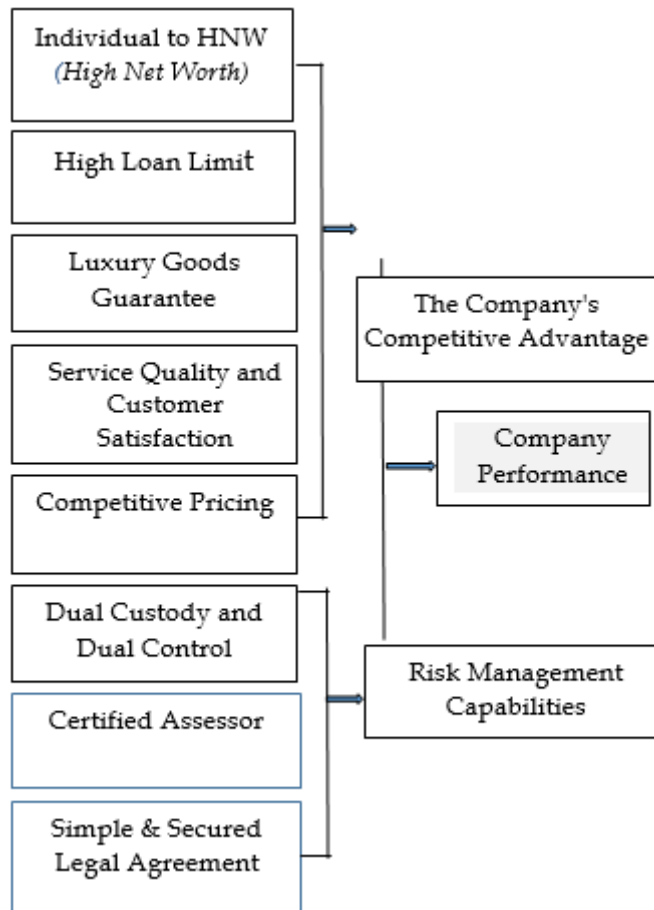 Individual to HNW
(High Net Worth)
High Loan Limit
Luxury Goods
Guarantee
Service Quality and
Customer
Satisfaction
Competitive Pricing
Dual Custody and
Dual Control
Certified Assessor
Simple & Secured
Legal Agreement
The Company's
Competitive Advantage
Company
Performance
Risk Management
Capabilities